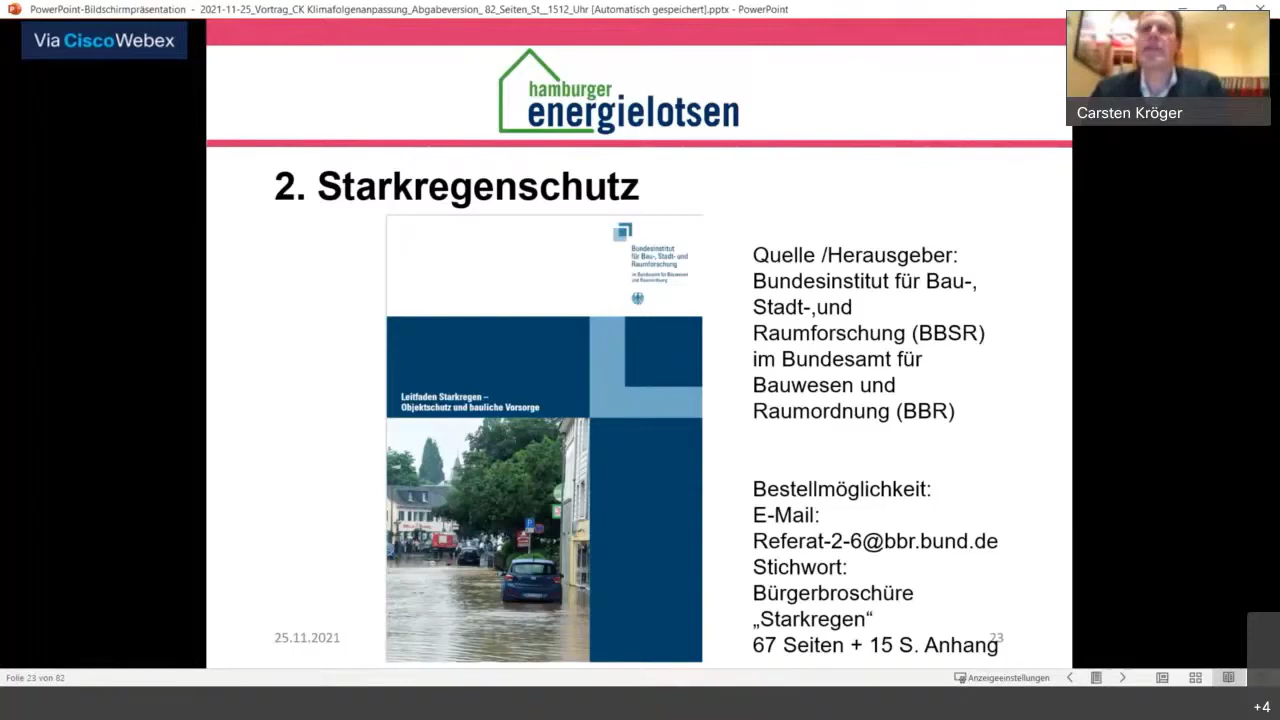 PowerPoint-Bildschirmpräsentation - 2021-11-25_Vortrag_CK Klimafolgenanpassung_Abgabeversion_ 82_Seiten_St__1512_Uhr [Automatisch gespeichert].pptx - PowerPoint
Via Cisco Webex
hamburger
energielotsen
Carsten Kröger
2. Starkregenschutz
Bundesinstitut
für Bau-, Stadt- und
Raumforschung
im Bundesamt für Bauwesen
und Raumordnung
Leitfaden Starkregen –
Objektschutz und bauliche Vorsorge
P
Quelle /Herausgeber:
Bundesinstitut für Bau-,
Stadt-,und
Raumforschung (BBSR)
im Bundesamt für
Bauwesen und
Raumordnung (BBR)
Bestellmöglichkeit:
E-Mail:
Referat-2-6@bbr.bund.de
Stichwort:
Bürgerbroschüre
„Starkregen“
67 Seiten + 15 S. Anhang
25.11.2021
23
Folie 23 von 82
Anzeigeeinstellungen
+4